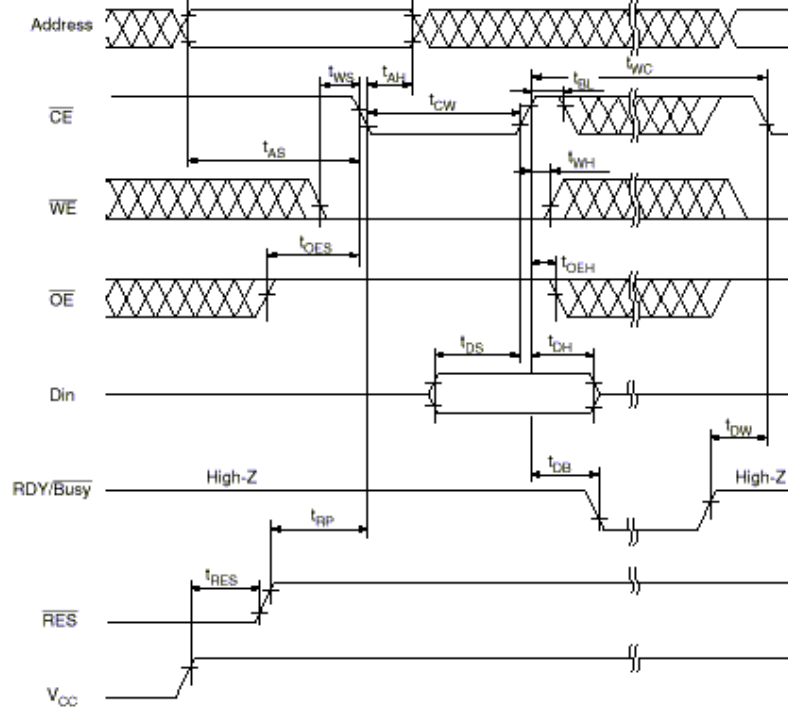 Address
tWC
tWS tAH tBL
CE
tCW
tAS
tWH
WE
tOES
tOEH
OE
tDS tDH
Din
tDW
tDB
High-Z High-Z
RDY/Busy
tRP
tRES
RES
VCC